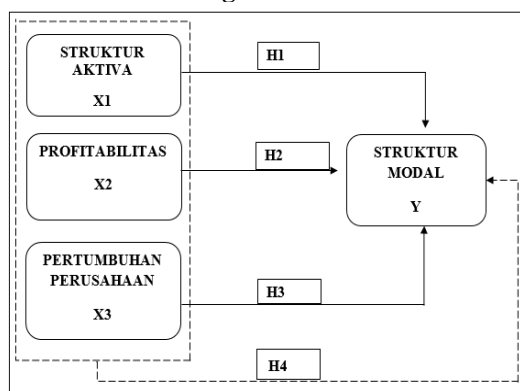 STRUKTUR
AKTIVA
X1
H1
PROFITABILITAS
X2
H2
STRUKTUR
MODAL
Y
PERTUMBUHAN
PERUSAHAAN
X3
H3
H4